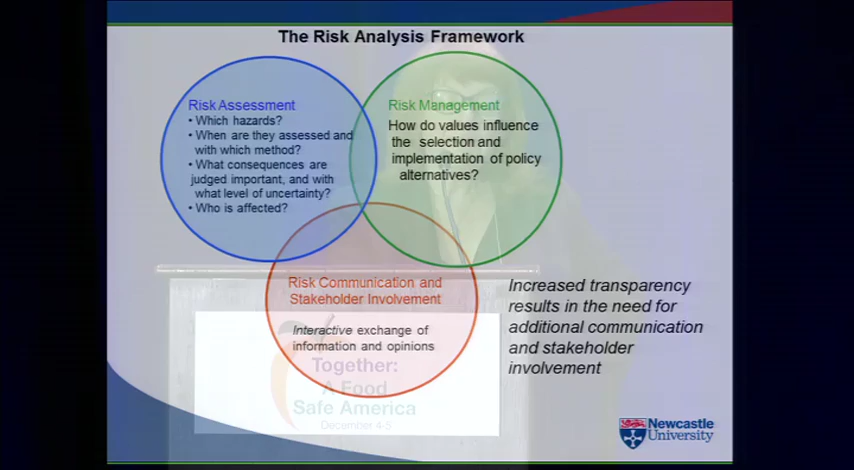 The Risk Analysis Framework
Risk Assessment
• Which hazards?
• When are they assessed and
with which method?
• What consequences are
judged important, and with
what level of uncertainty?
• Who is affected?
Risk Management
How do values influence
the selection and
implementation of policy
alternatives?
Risk Communication and
Stakeholder Involvement
Interactive exchange of
information and opinions
Increased transparency
results in the need for
additional communication
and stakeholder
involvement
Together:
A Food
Safe America
December 4-5
Newcastle
University